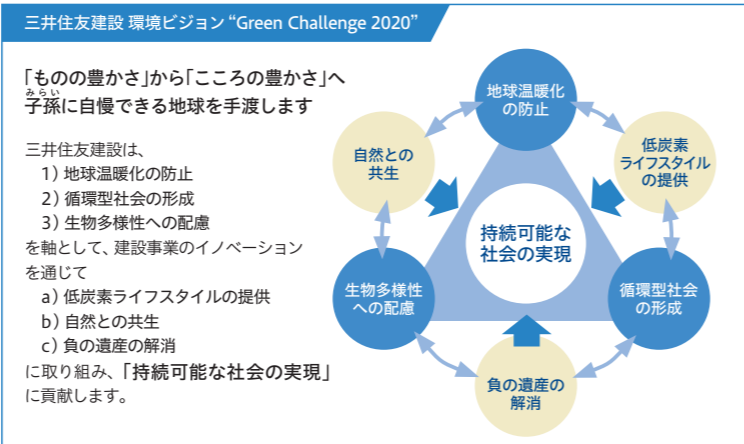 三井住友建設 環境ビジョン “Green Challenge 2020”
「ものの豊かさ」から「こころの豊かさ」へ
みらい
子孫に自慢できる地球を手渡します
三井住友建設は、
1) 地球温暖化の防止
2) 循環型社会の形成
3) 生物多様性への配慮
を軸として、建設事業のイノベーション
を通じて
a) 低炭素ライフスタイルの提供
b) 自然との共生
c) 負の遺産の解消
に取り組み、「持続可能な社会の実現」
に貢献します。
地球温暖化
の防止
自然との
共生
低炭素
ライフスタイル
の提供
持続可能な
社会の実現
生物多様性
への配慮
循環型社会
の形成
負の遺産の
解消